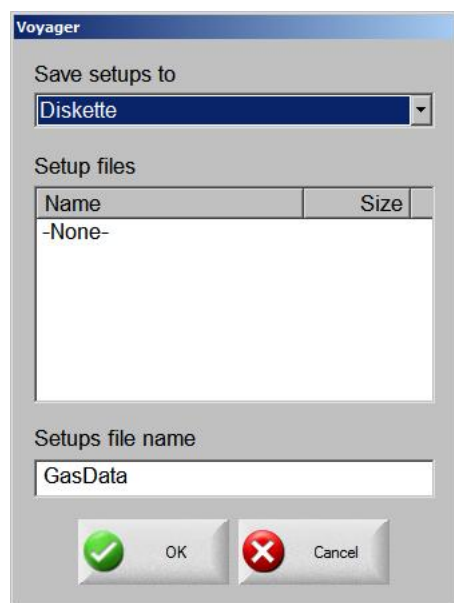 Voyager
Save setups to
Diskette
Setup files
Name Size
-None-
Setups file name
GasData
OK Cancel